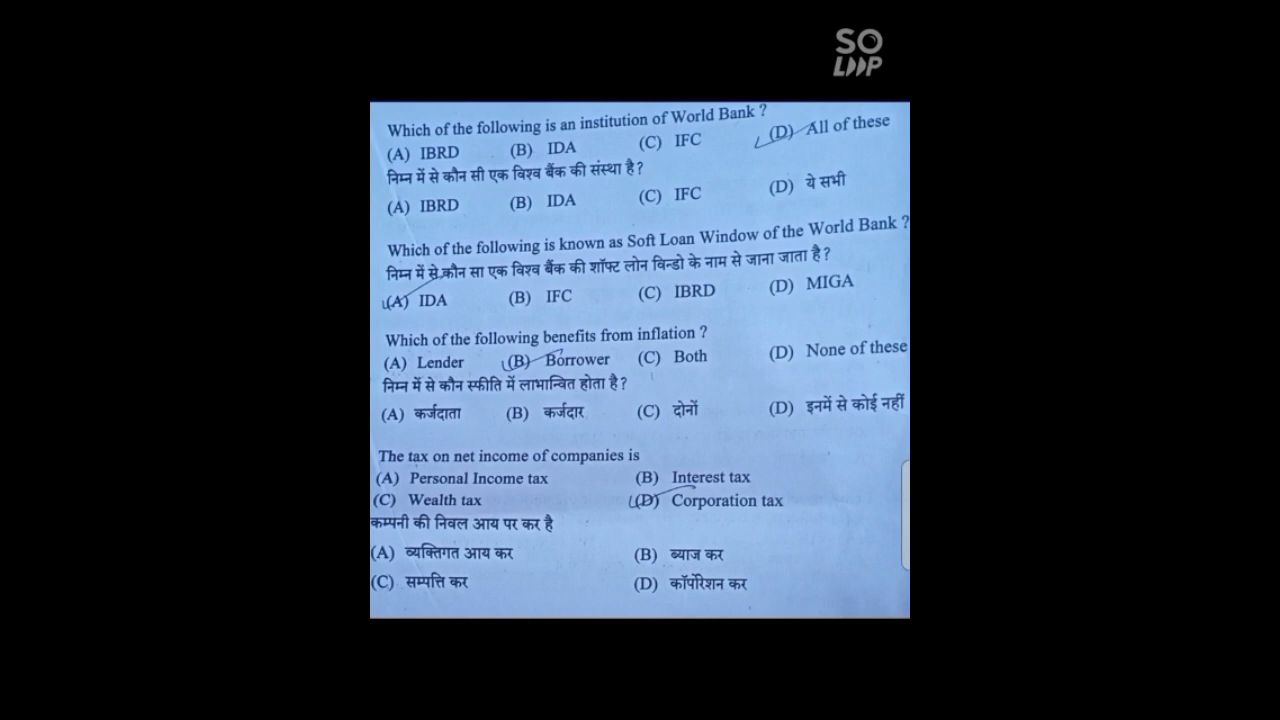 SO
LOOP
Which of the following is an institution of World Bank ?
(A) IBRD (B) IDA (C) IFC (D) All of these
निम्न में से कौन सी एक विश्व बैंक की संस्था है?
(A) IBRD (B) IDA (C) IFC (D) ये सभी
Which of the following is known as Soft Loan Window of the World Bank ?
निम्न में से कौन सा एक विश्व बैंक की शॉफ्ट लोन विन्डो के नाम से जाना जाता है?
(A) IDA (B) IFC (C) IBRD (D) MIGA
Which of the following benefits from inflation ?
(A) Lender (B) Borrower (C) Both (D) None of these
निम्न में से कौन स्फीति में लाभान्वित होता है?
(A) कर्जदाता (B) कर्जदार (C) दोनों (D) इनमें से कोई नहीं
The tax on net income of companies is
(A) Personal Income tax (B) Interest tax
(C) Wealth tax (D) Corporation tax
कम्पनी की निवल आय पर कर है
(A) व्यक्तिगत आय कर (B) ब्याज कर
(C) सम्पत्ति कर (D) कॉर्पोरेशन कर